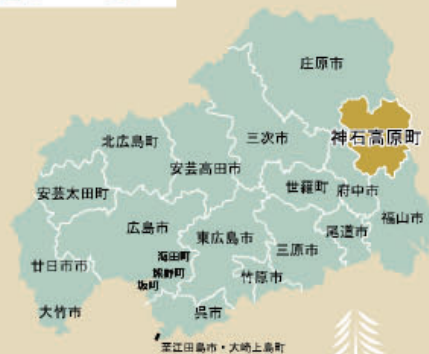 庄原市
神石高原町
三次市
北広島町
安芸高田市
世羅町
府中市
安芸太田町
福山市
広島市
東広島市
尾道市
三原市
海田町
廿日市市
熊野町
竹原市
坂町
大竹市
呉市
至江田島市・大崎上島町